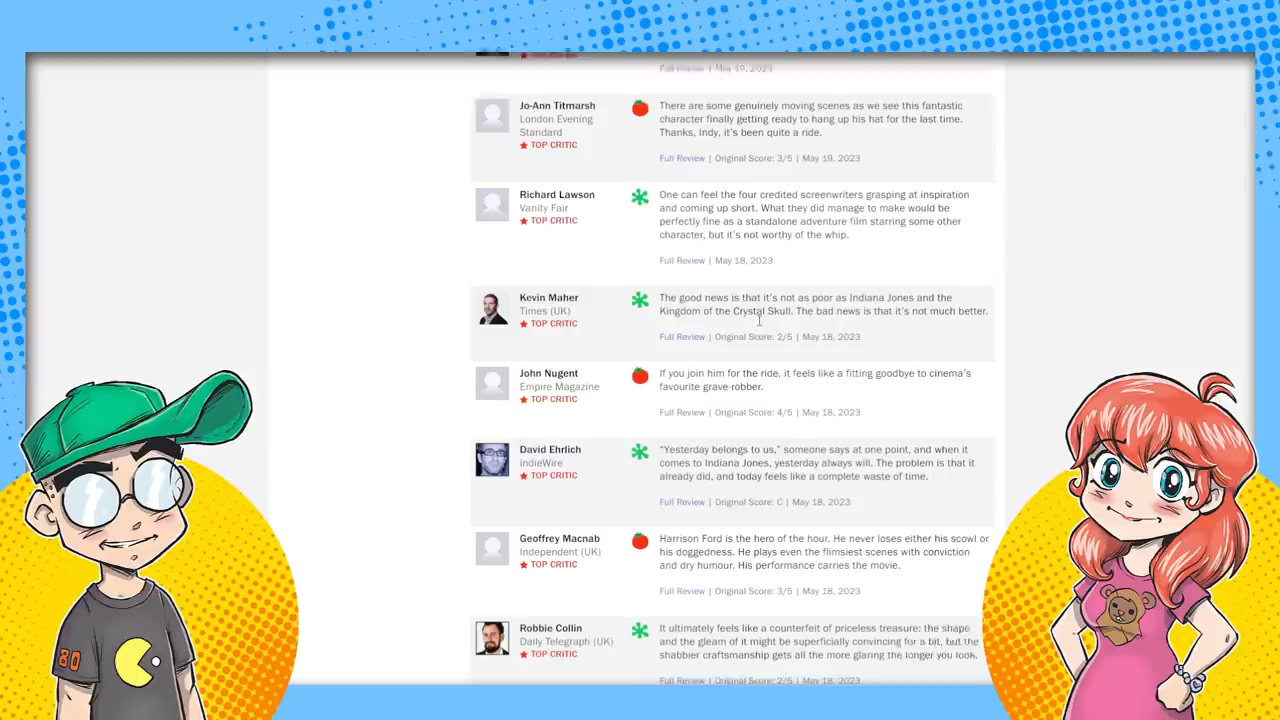 Full Review | May 19, 2023
Jo-Ann Titmarsh
London Evening
Standard
TOP CRITIC
There are some genuinely moving scenes as we see this fantastic
character finally getting ready to hang up his hat for the last time.
Thanks, Indy, it's been quite a ride.
Full Review | Original Score: 3/5 | May 19, 2023
Richard Lawson
Vanity Fair
TOP CRITIC
One can feel the four credited screenwriters grasping at inspiration
and coming up short. What they did manage to make would be
perfectly fine as a standalone adventure film starring some other
character, but it's not worthy of the whip.
Full Review | May 18, 2023
Kevin Maher
Times (UK)
TOP CRITIC
The good news is that it's not as poor as Indiana Jones and the
Kingdom of the Crystal Skull. The bad news is that it's not much better.
Full Review | Original Score: 2/5 | May 18, 2023
John Nugent
Empire Magazine
TOP CRITIC
If you join him for the ride, it feels like a fitting goodbye to cinema's
favourite grave-robber.
Full Review | Original Score: 4/5 | May 18, 2023
David Ehrlich
indieWire
TOP CRITIC
“Yesterday belongs to us,” someone says at one point, and when it
comes to Indiana Jones, yesterday always will. The problem is that it
already did, and today feels like a complete waste of time.
Full Review | Original Score: C | May 18, 2023
Geoffrey Macnab
Independent (UK)
TOP CRITIC
Harrison Ford is the hero of the hour. He never loses either his scowl or
his doggedness. He plays even the flimsiest scenes with conviction
and dry humour. His performance carries the movie.
Full Review | Original Score: 3/5 | May 18, 2023
Robbie Collin
Daily Telegraph (UK)
TOP CRITIC
It ultimately feels like a counterfeit of priceless treasure: the shape
and the gleam of it might be superficially convincing for a bit, but the
shabbier craftsmanship gets all the more glaring the longer you look.
Full Review | Original Score: 2/5 | May 18, 2023
80